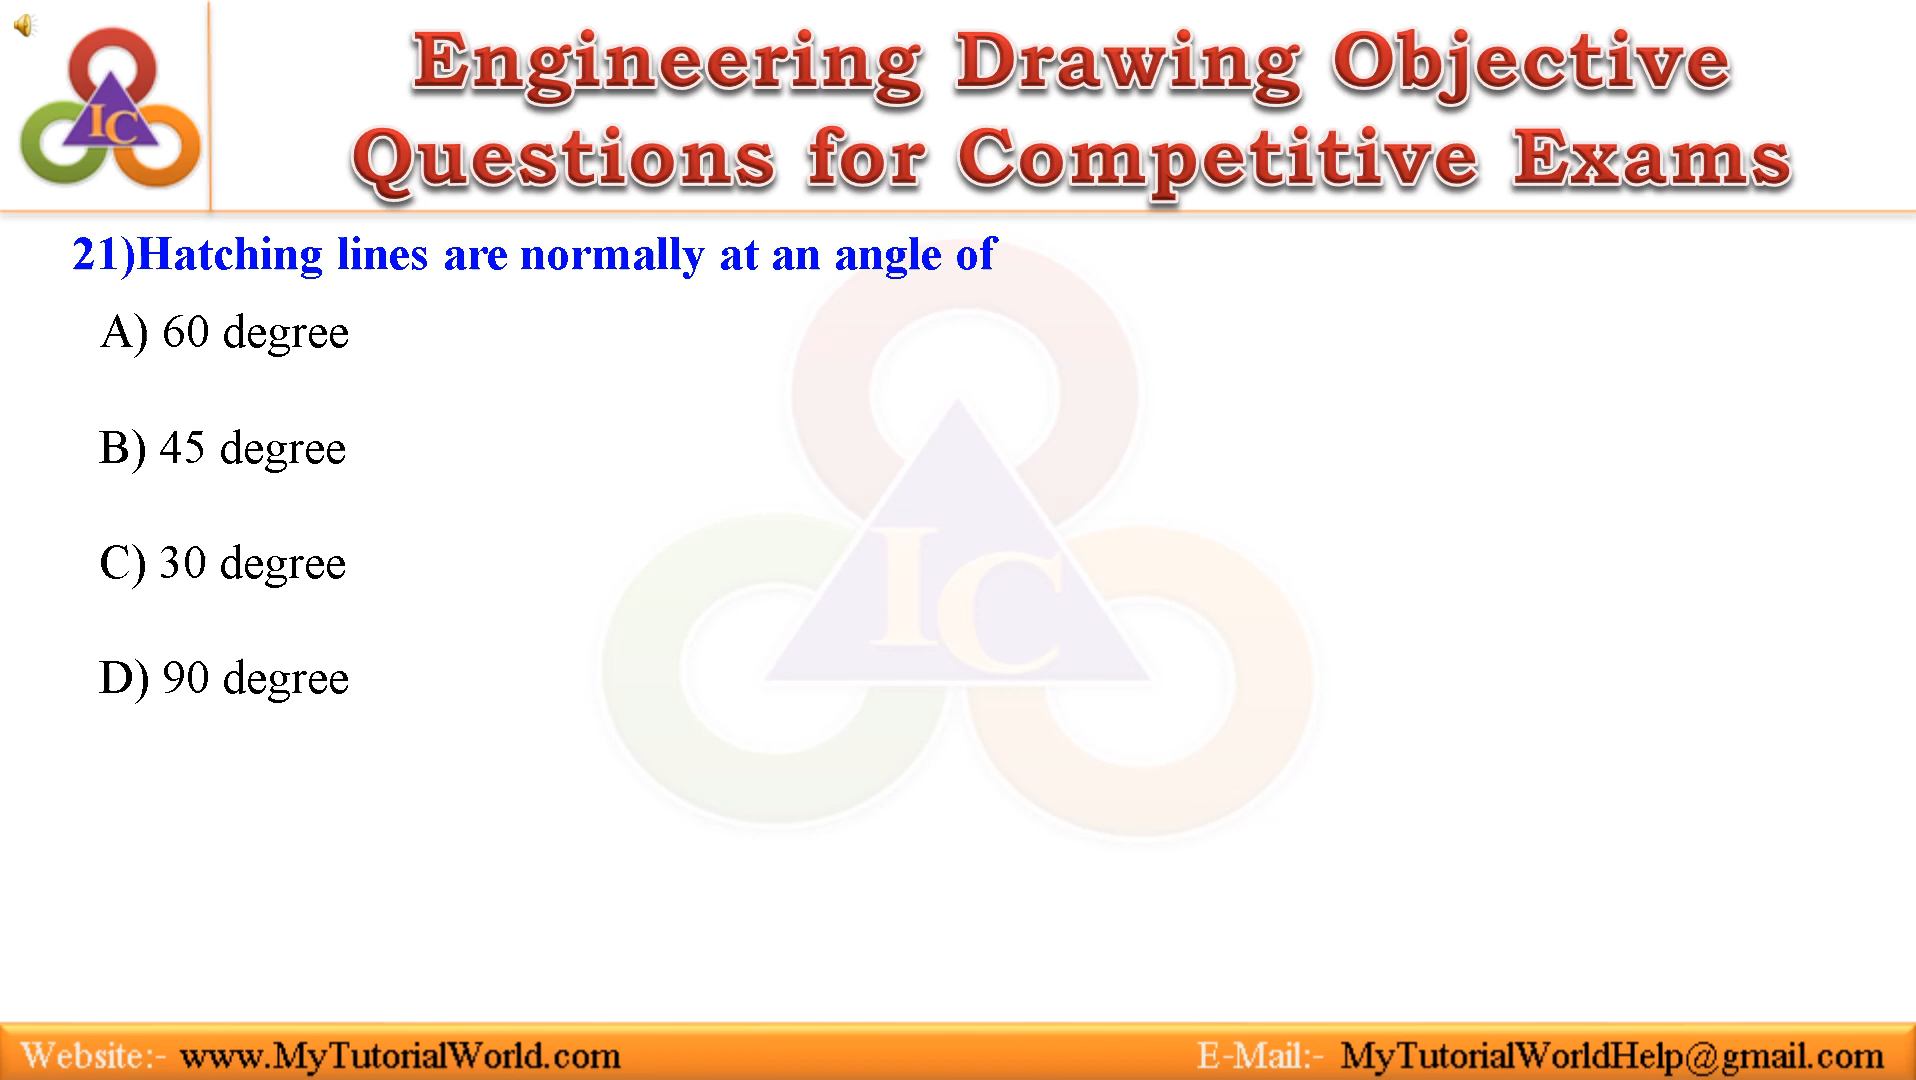 IC
Engineering Drawing Objective
Questions for Competitive Exams
21)Hatching lines are normally at an angle of
A) 60 degree
B) 45 degree
C) 30 degree
D) 90 degree
IC
Website:- www.MyTutorialWorld.com
E-Mail:- MyTutorialWorldHelp@gmail.com